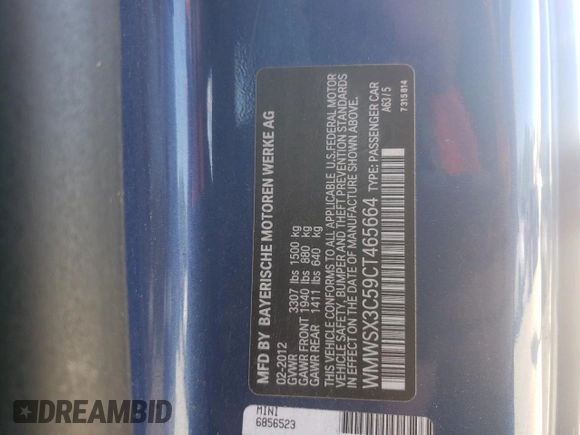 MFD BY BAYERISCHE MOTOREN WERKE AG
02-2012
GVWR 3307 lbs 1500 kg
GAWR FRONT 1940 lbs 880 kg
GAWR REAR 1411 lbs 640 kg
THIS VEHICLE CONFORMS TO ALL APPLICABLE U.S.FEDERAL MOTOR
VEHICLE SAFETY, BUMPER AND THEFT PREVENTION STANDARDS
IN EFFECT ON THE DATE OF MANUFACTURE SHOWN ABOVE.
WMWSX3C59CT465664 TYPE: PASSENGER CAR
A63/5
7 315 814
MINI
6856523
DREAMBID